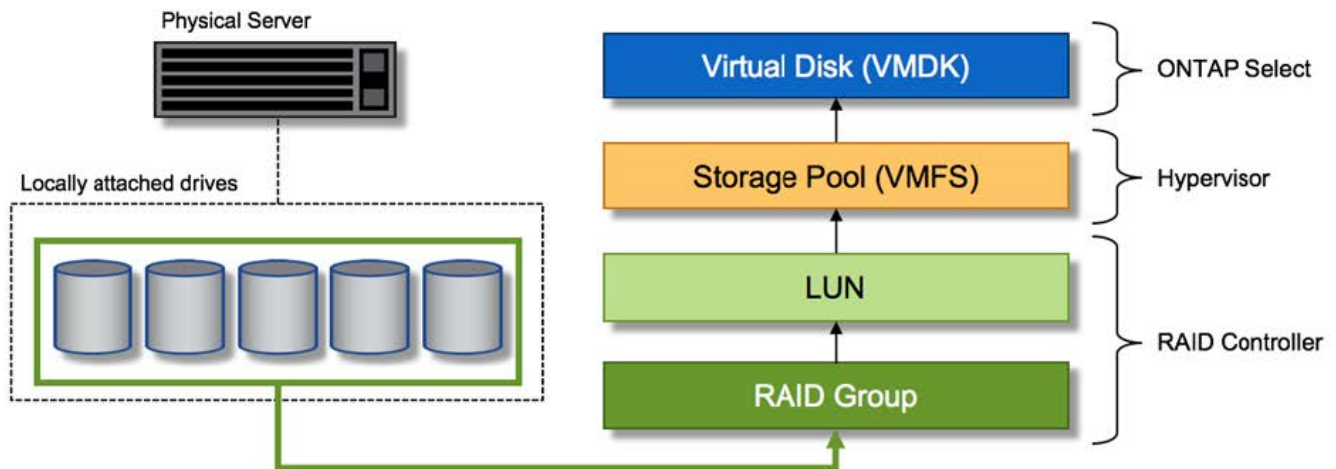 Physical Server
Locally attached drives
Virtual Disk (VMDK)
ONTAP Select
Storage Pool (VMFS)
Hypervisor
LUN
RAID Controller
RAID Group